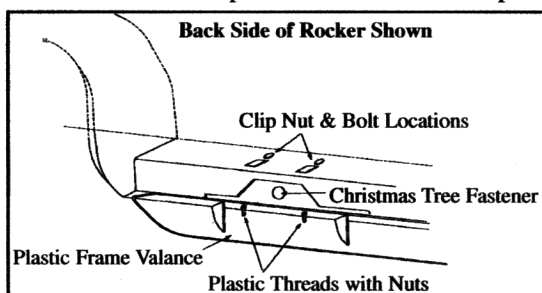 Back Side of Rocker Shown
Clip Nut & Bolt Locations
Christmas Tree Fastener
Plastic Frame Valance
Plastic Threads with Nuts